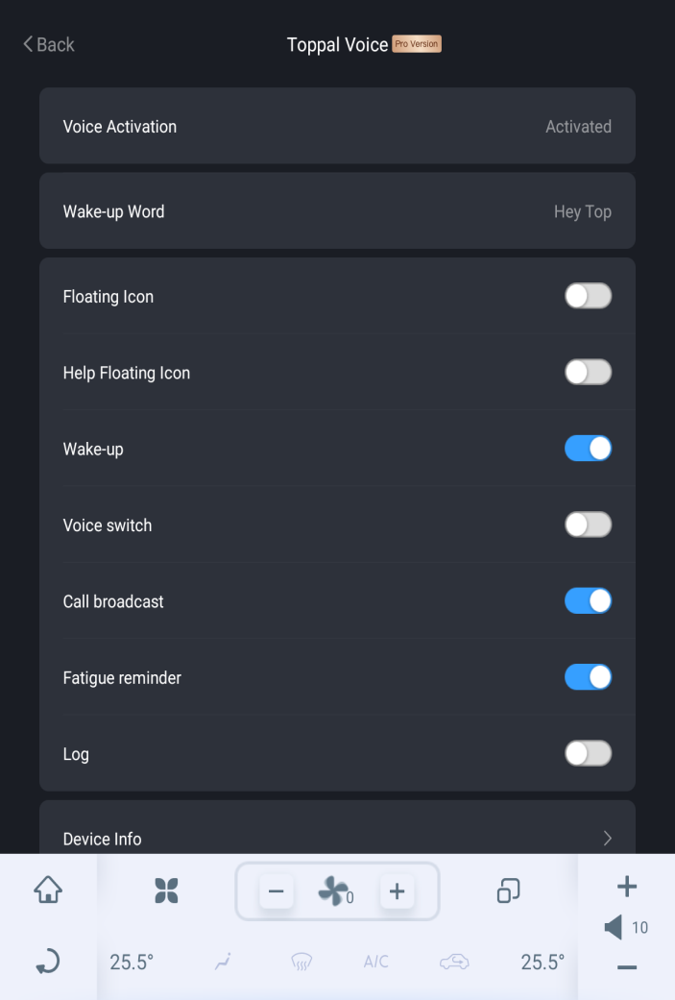 Back
Toppal Voice Pro Version
Voice Activation Activated
Wake-up Word Hey Top
Floating Icon
Help Floating Icon
Wake-up
Voice switch
Call broadcast
Fatigue reminder
Log
Device Info
0
10
25.5° A/C 25.5°